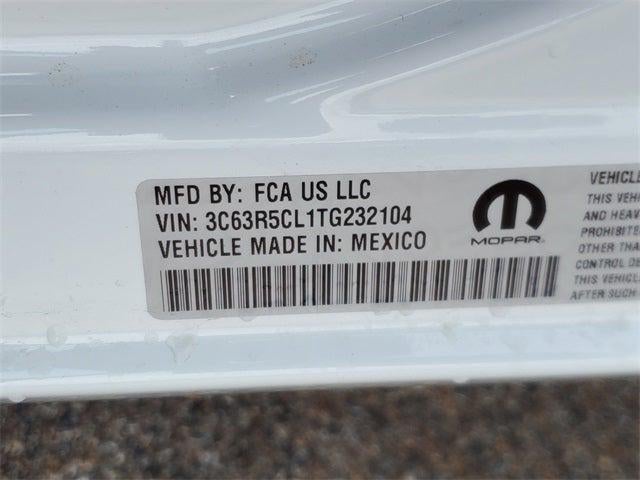 MFD BY: FCA US LLC
VIN: 3C63R5CL1TG232104
VEHICLE MADE IN: MEXICO
MOPAR
VEHICLE
THIS VEH
AND HEAV
PROHIBITE
OTHER THA
CONTROL DE
THIS VEHICL
AFTER SUCH